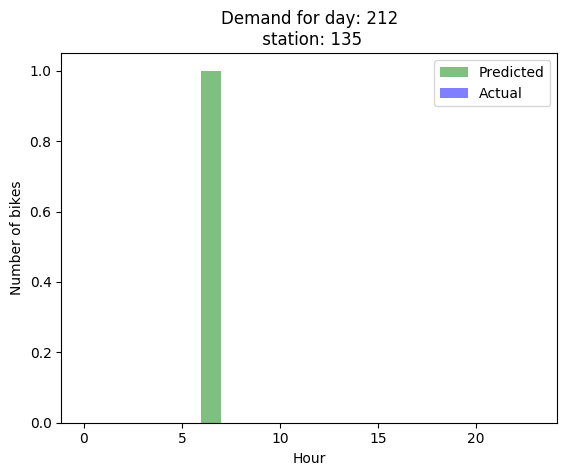 Demand for day: 212
station: 135
Predicted
Actual
Number of bikes
1.0
0.8
0.6
0.4
0.2
0.0
0 5 10 15 20
Hour